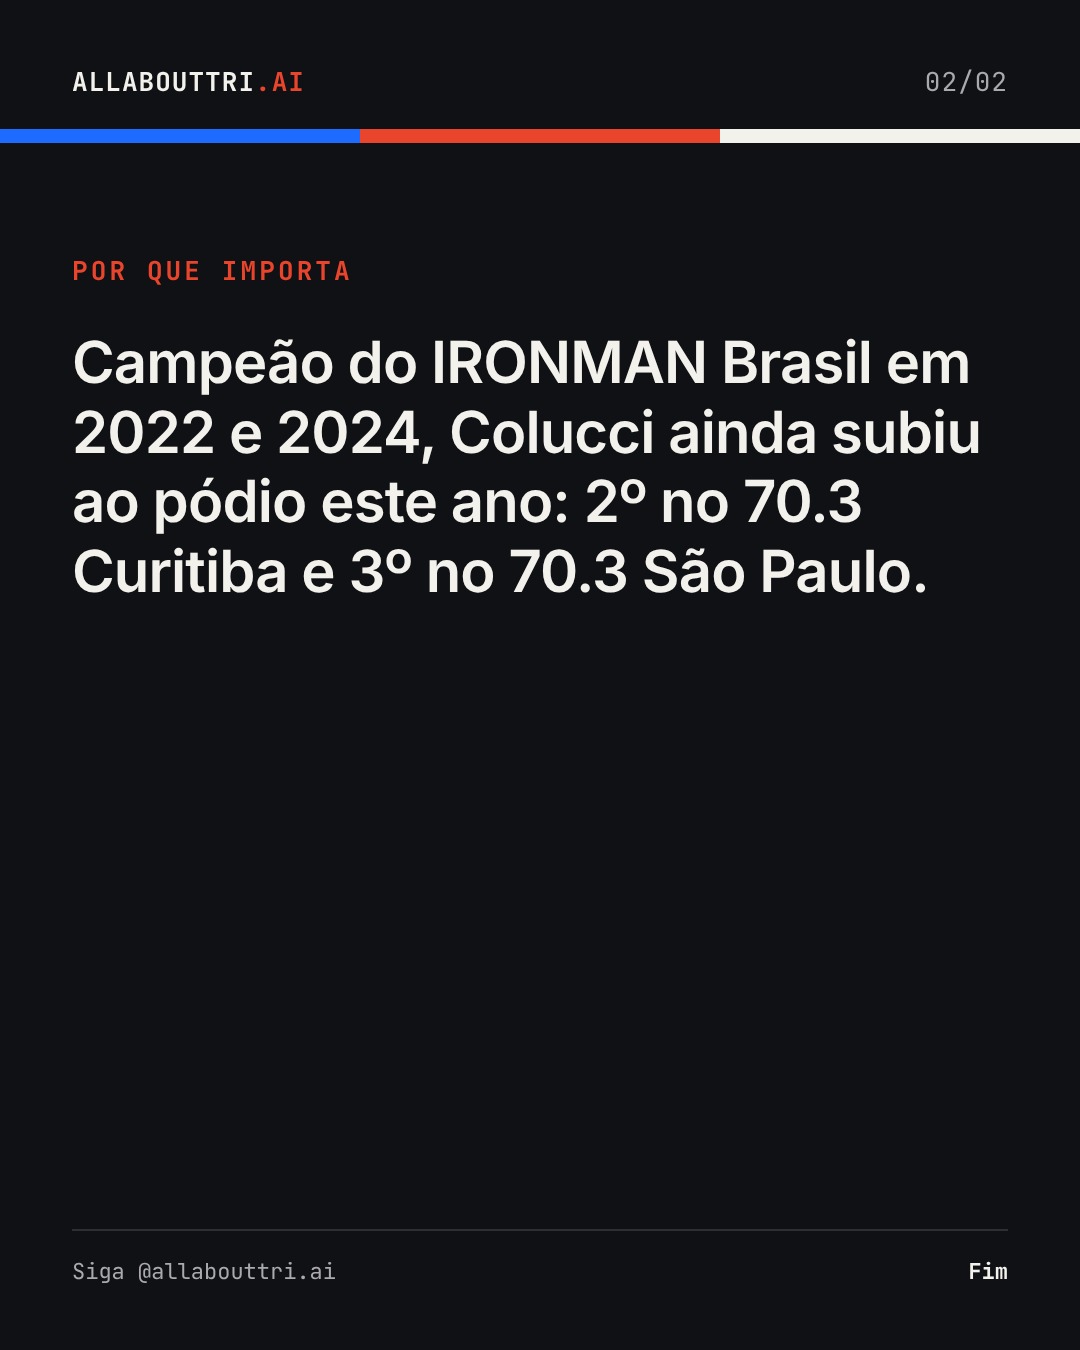 ALLABOUTTRI.AI
02/02
POR QUE IMPORTA
Campeão do IRONMAN Brasil em
2022 e 2024, Colucci ainda subiu
ao pódio este ano: 2º no 70.3
Curitiba e 3º no 70.3 São Paulo.
Siga @allabouttri.ai
Fim